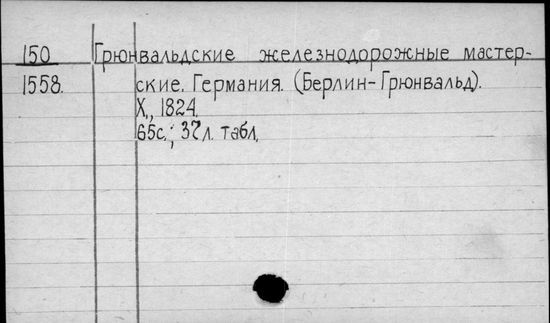 150 Грюнвальдские железнодорожные мастер-
1558. ские. Германия. (Берлин-Грюнвальд).
X., 1824.
65с.; 37л. табл.